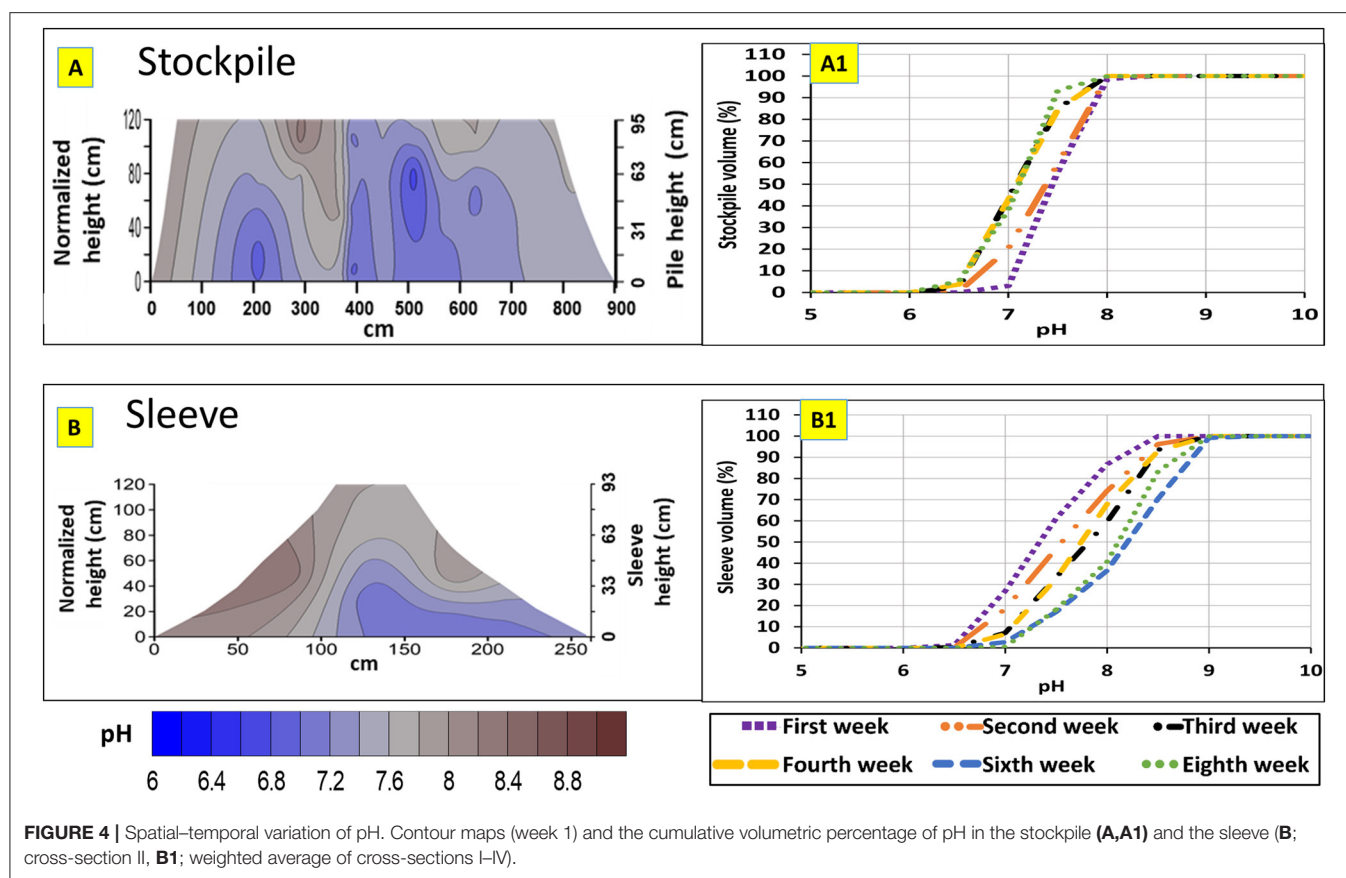 A
Stockpile
Normalized
height (cm)
120
80
40
0
95
63
31
0
Pile height (cm)
0 100 200 300 400 500 600 700 800 900
cm
A1
Stockpile volume (%)
110
100
90
80
70
60
50
40
30
20
10
0
5 6 7 8 9 10
pH
B
Sleeve
Normalized
height (cm)
120
100
80
60
40
20
0
93
63
33
0
Sleeve
height (cm)
0 50 100 150 200 250
cm
B1
Sleeve volume (%)
110
100
90
80
70
60
50
40
30
20
10
0
5 6 7 8 9 10
pH
pH
6 6.4 6.8 7.2 7.6 8 8.4 8.8
First week Second week Third week
Fourth week Sixth week Eighth week
FIGURE 4 | Spatial–temporal variation of pH. Contour maps (week 1) and the cumulative volumetric percentage of pH in the stockpile (A,A1) and the sleeve (B;
cross-section II, B1; weighted average of cross-sections I–IV).